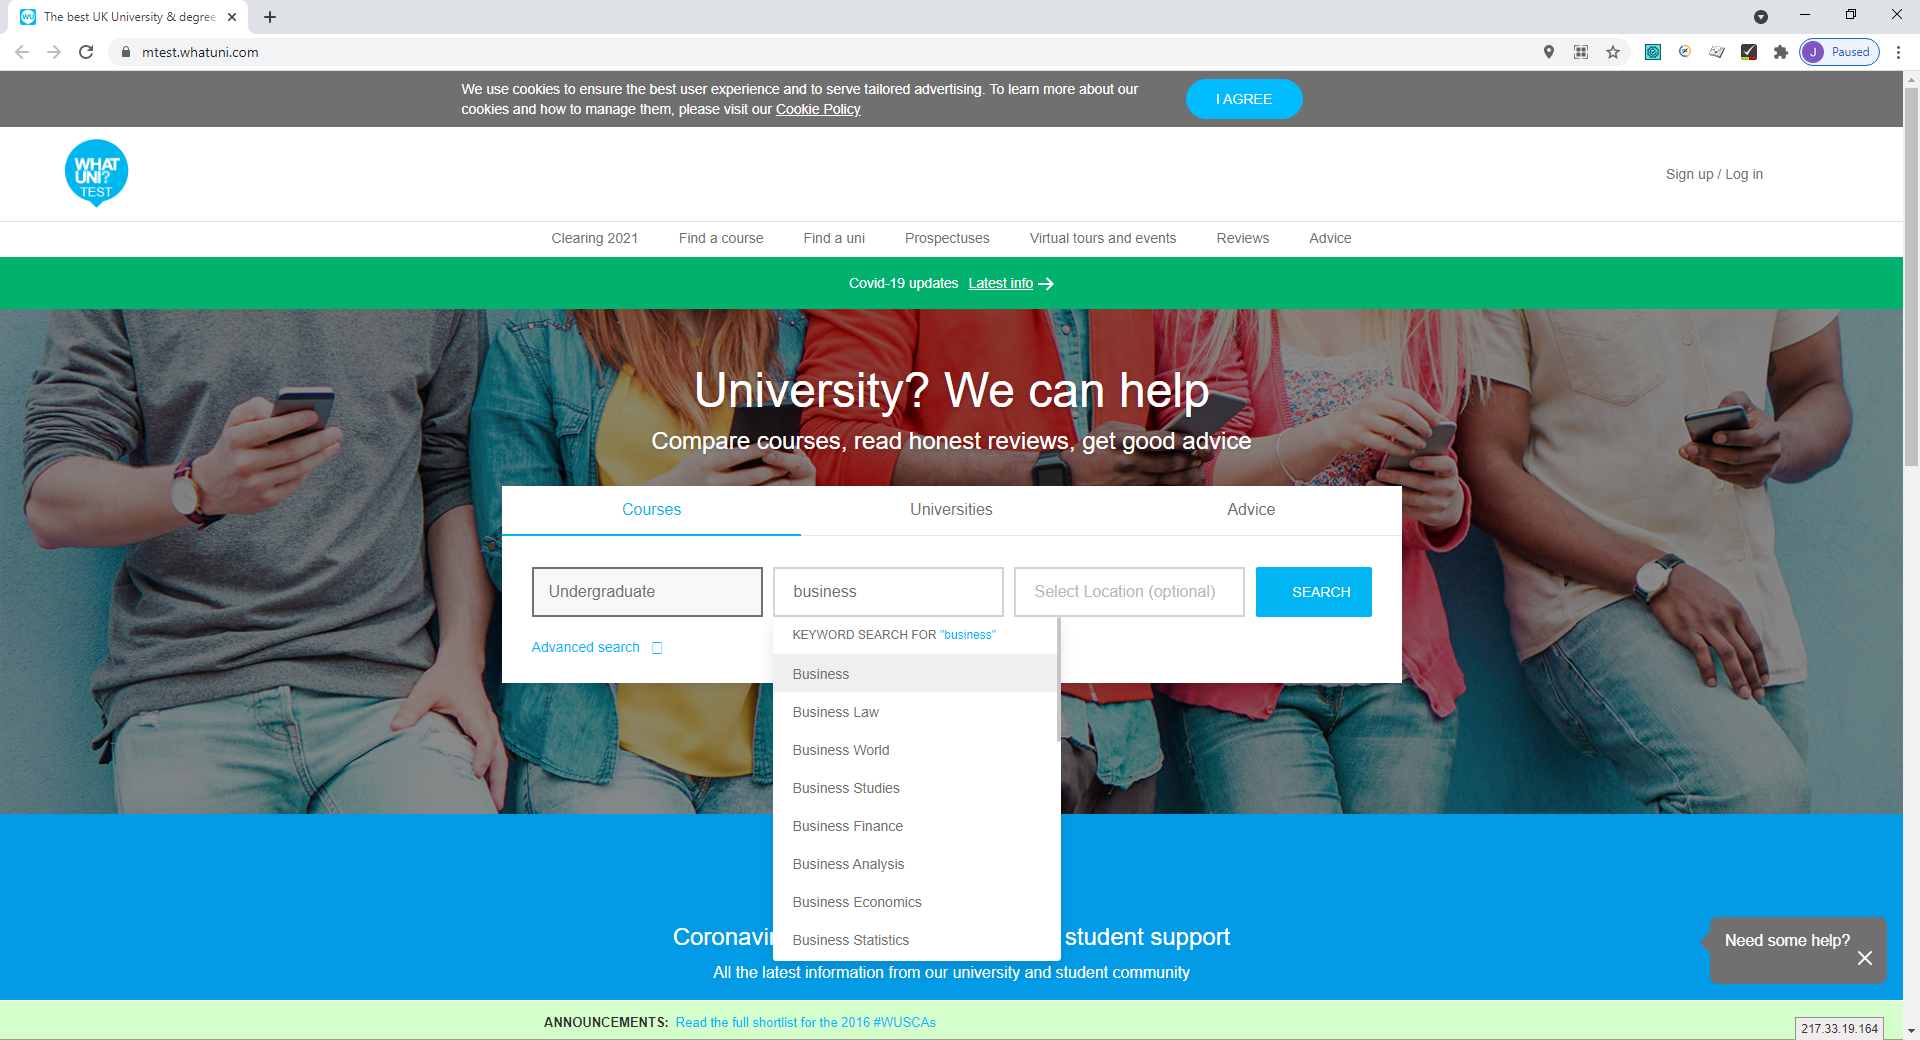 The best UK University & degree
mtest.whatuni.com
J Paused
We use cookies to ensure the best user experience and to serve tailored advertising. To learn more about our
cookies and how to manage them, please visit our Cookie Policy
I AGREE
WHAT
UNI?
TEST
Sign up / Log in
Clearing 2021 Find a course Find a uni Prospectuses Virtual tours and events Reviews Advice
Covid-19 updates Latest info
University? We can help
Compare courses, read honest reviews, get good advice
Courses Universities Advice
Undergraduate business Select Location (optional) SEARCH
Advanced search
KEYWORD SEARCH FOR "business"
Business
Business Law
Business World
Business Studies
Business Finance
Business Analysis
Business Economics
Business Statistics
student support
All the latest information from our university and student community
Need some help?
ANNOUNCEMENTS: Read the full shortlist for the 2016 #WUSCAs
217.33.19.164